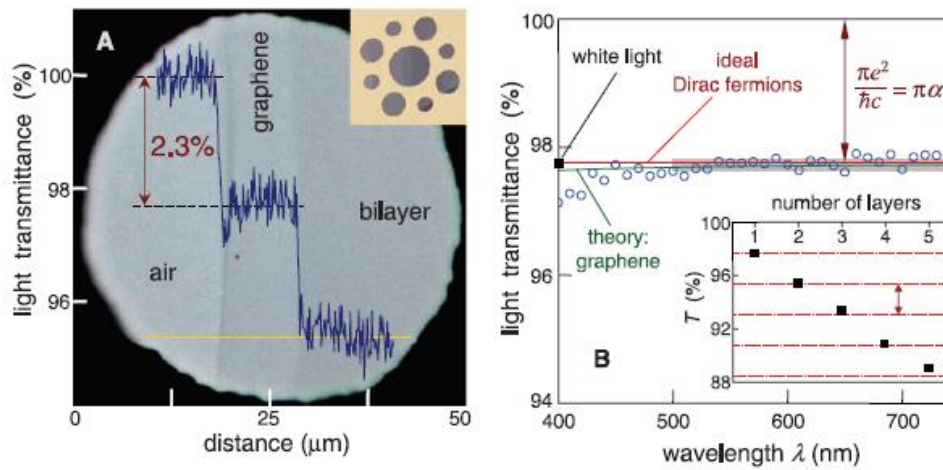 A
graphene
100
98
96
light transmittance (%)
2.3%
air
bilayer
0
25
50
distance (μm)
100
98
96
94
light transmittance (%)
white light
ideal
Dirac fermions
πe²/ħc = πα
theory:
graphene
B
number of layers
1 2 3 4 5
100
96
92
88
T (%)
400 500 600 700
wavelength λ (nm)